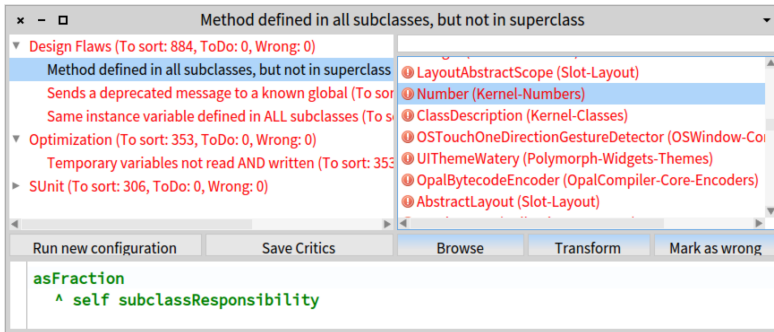 Method defined in all subclasses, but not in superclass
Design Flaws (To sort: 884, ToDo: 0, Wrong: 0)
Method defined in all subclasses, but not in superclass
Sends a deprecated message to a known global (To sor
Same instance variable defined in ALL subclasses (To s
Optimization (To sort: 353, ToDo: 0, Wrong: 0)
Temporary variables not read AND written (To sort: 353
SUnit (To sort: 306, ToDo: 0, Wrong: 0)
LayoutAbstractScope (Slot-Layout)
Number (Kernel-Numbers)
ClassDescription (Kernel-Classes)
OSTouchOneDirectionGestureDetector (OSWindow-Co
UIThemeWatery (Polymorph-Widgets-Themes)
OpalBytecodeEncoder (OpalCompiler-Core-Encoders)
AbstractLayout (Slot-Layout)
Run new configuration
Save Critics
Browse
Transform
Mark as wrong
asFraction
^ self subclassResponsibility